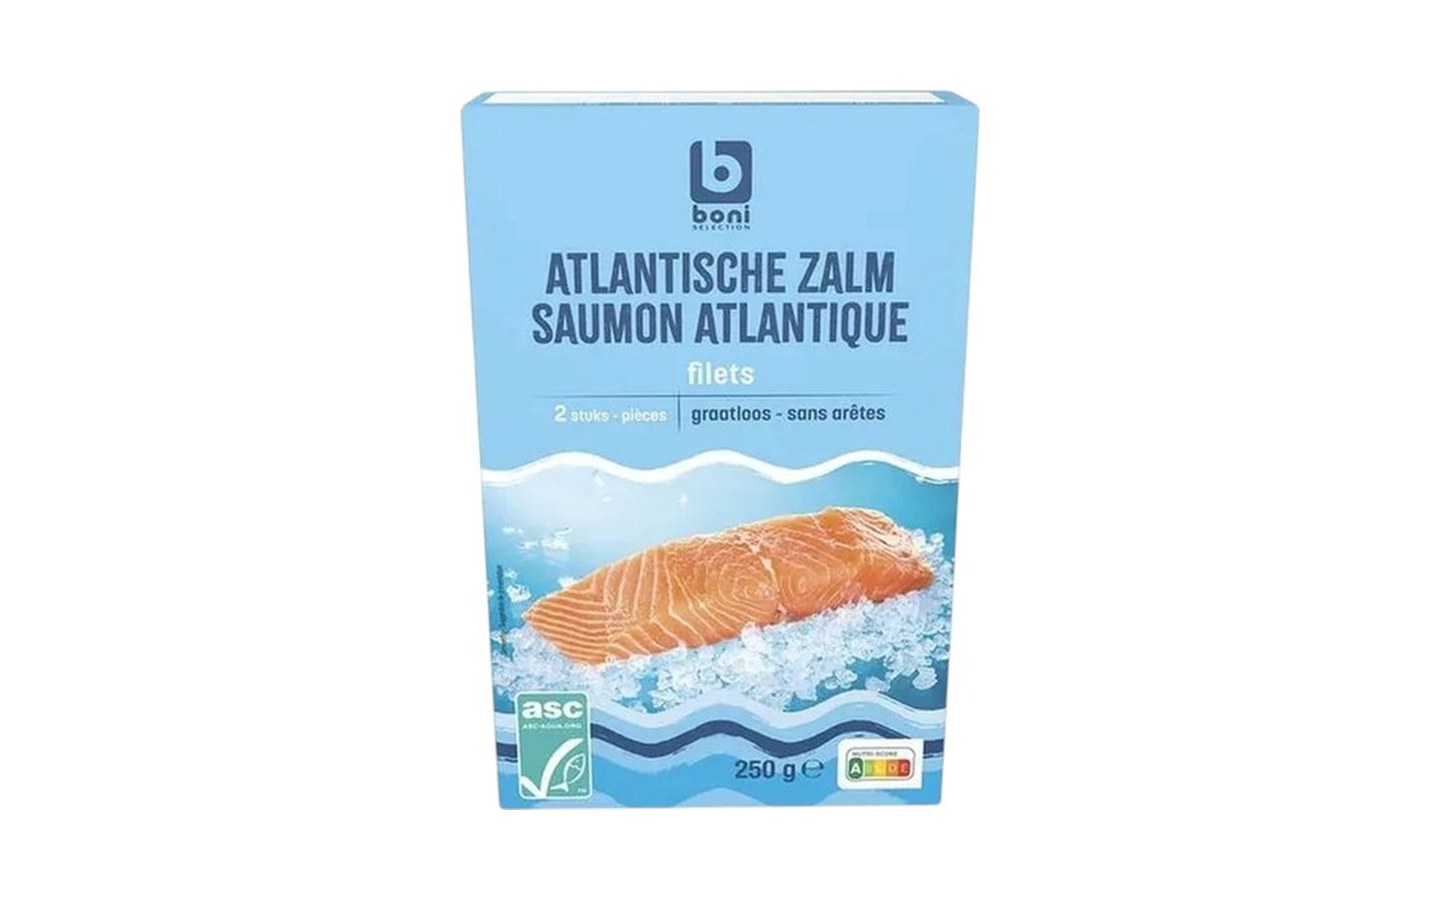 b
boni
SELECTION
ATLANTISCHE ZALM
SAUMON ATLANTIQUE
filets
2 stuks - pièces
graatloos - sans arêtes
asc
ASC-AQUA.ORG
TM
250 g e
NUTRI-SCORE
A B C D E